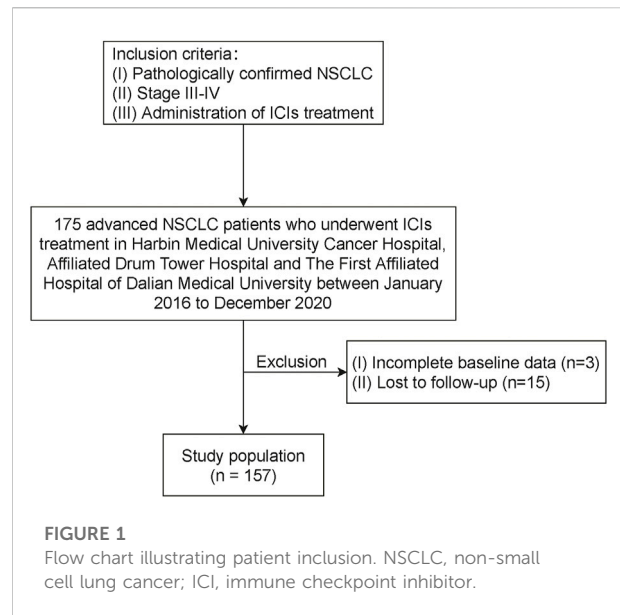 Inclusion criteria:
(I) Pathologically confirmed NSCLC
(II) Stage III-IV
(III) Administration of ICIs treatment
175 advanced NSCLC patients who underwent ICIs
treatment in Harbin Medical University Cancer Hospital,
Affiliated Drum Tower Hospital and The First Affiliated
Hospital of Dalian Medical University between January
2016 to December 2020
Exclusion
(I) Incomplete baseline data (n=3)
(II) Lost to follow-up (n=15)
Study population
(n = 157)
FIGURE 1
Flow chart illustrating patient inclusion. NSCLC, non-small
cell lung cancer; ICI, immune checkpoint inhibitor.